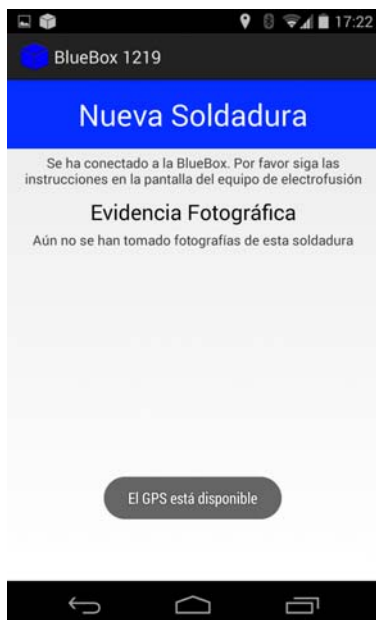 17:22
BlueBox 1219
Nueva Soldadura
Se ha conectado a la BlueBox. Por favor siga las
instrucciones en la pantalla del equipo de electrofusión
Evidencia Fotográfica
Aún no se han tomado fotografías de esta soldadura
El GPS está disponible